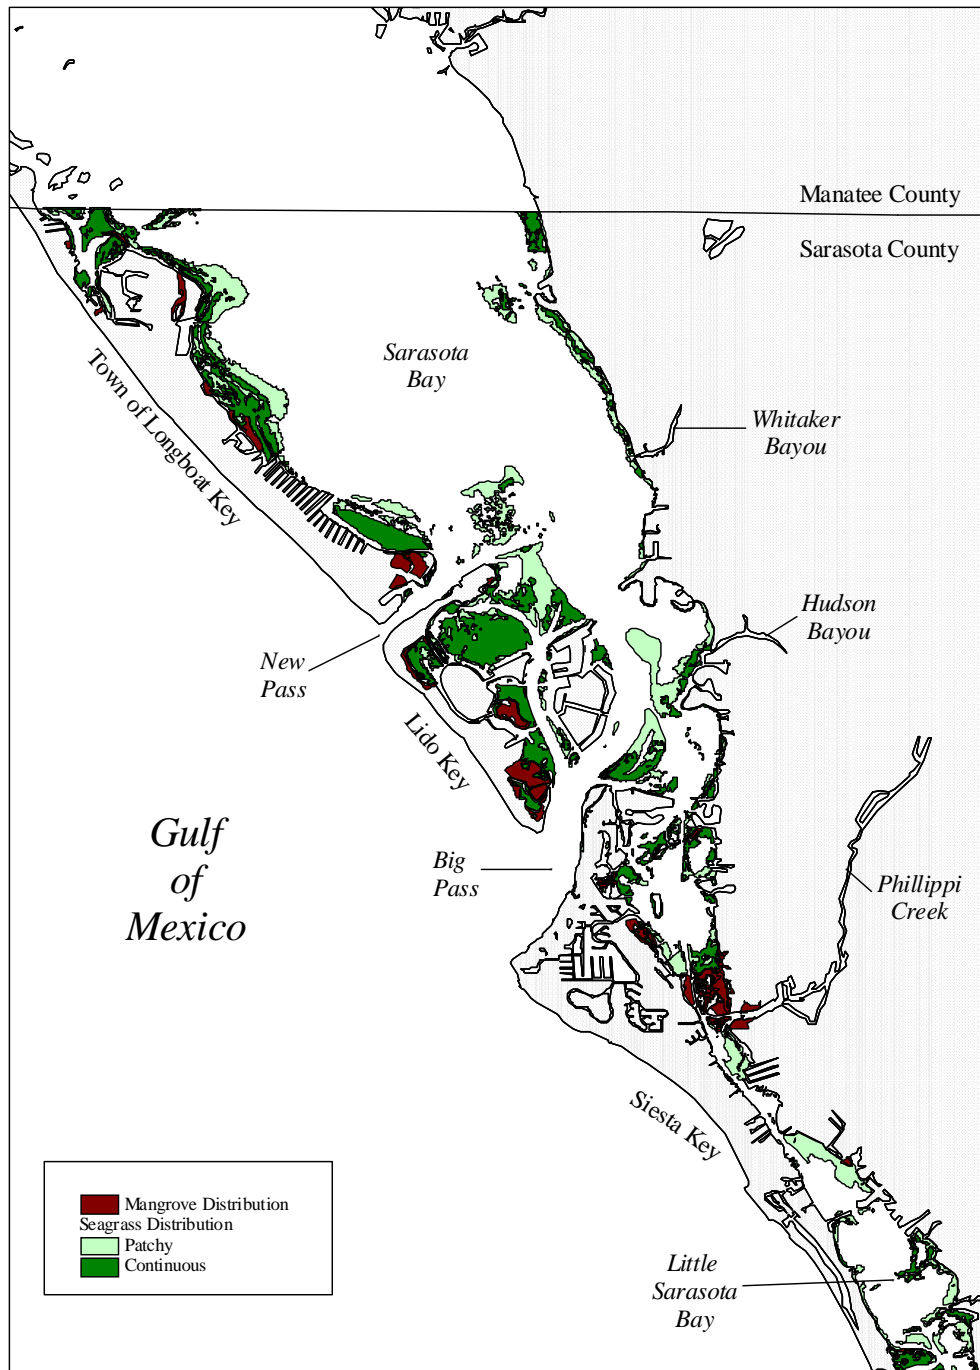 Manatee County
Sarasota County
Sarasota
Bay
Town of Longboat Key
Whitaker
Bayou
Hudson
Bayou
New
Pass
Lido Key
Gulf
of
Mexico
Big
Pass
Phillippi
Creek
Siesta Key
Little
Sarasota
Bay
Mangrove Distribution
Seagrass Distribution
Patchy
Continuous